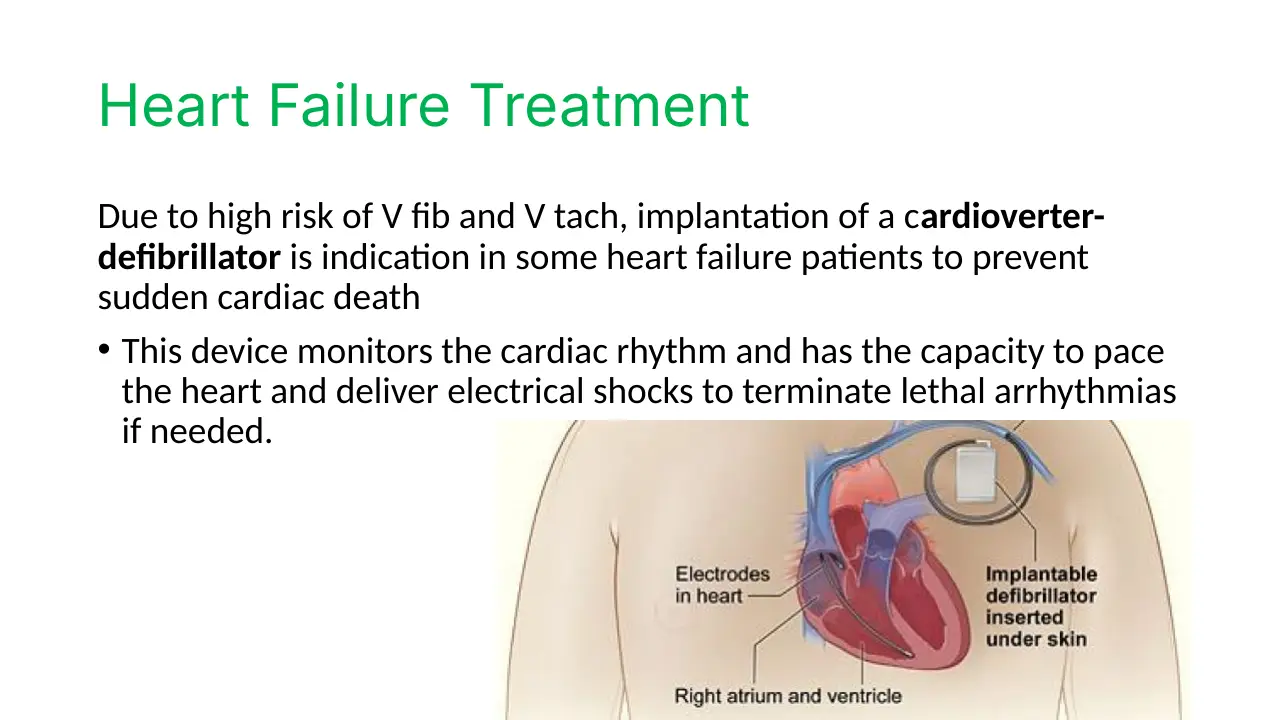 Heart Failure Treatment
Due to high risk of V fib and V tach, implantation of a cardioverter-
defibrillator is indication in some heart failure patients to prevent
sudden cardiac death
• This device monitors the cardiac rhythm and has the capacity to pace
the heart and deliver electrical shocks to terminate lethal arrhythmias
if needed.
Electrodes
in heart
Implantable
defibrillator
inserted
under skin
Right atrium and ventricle